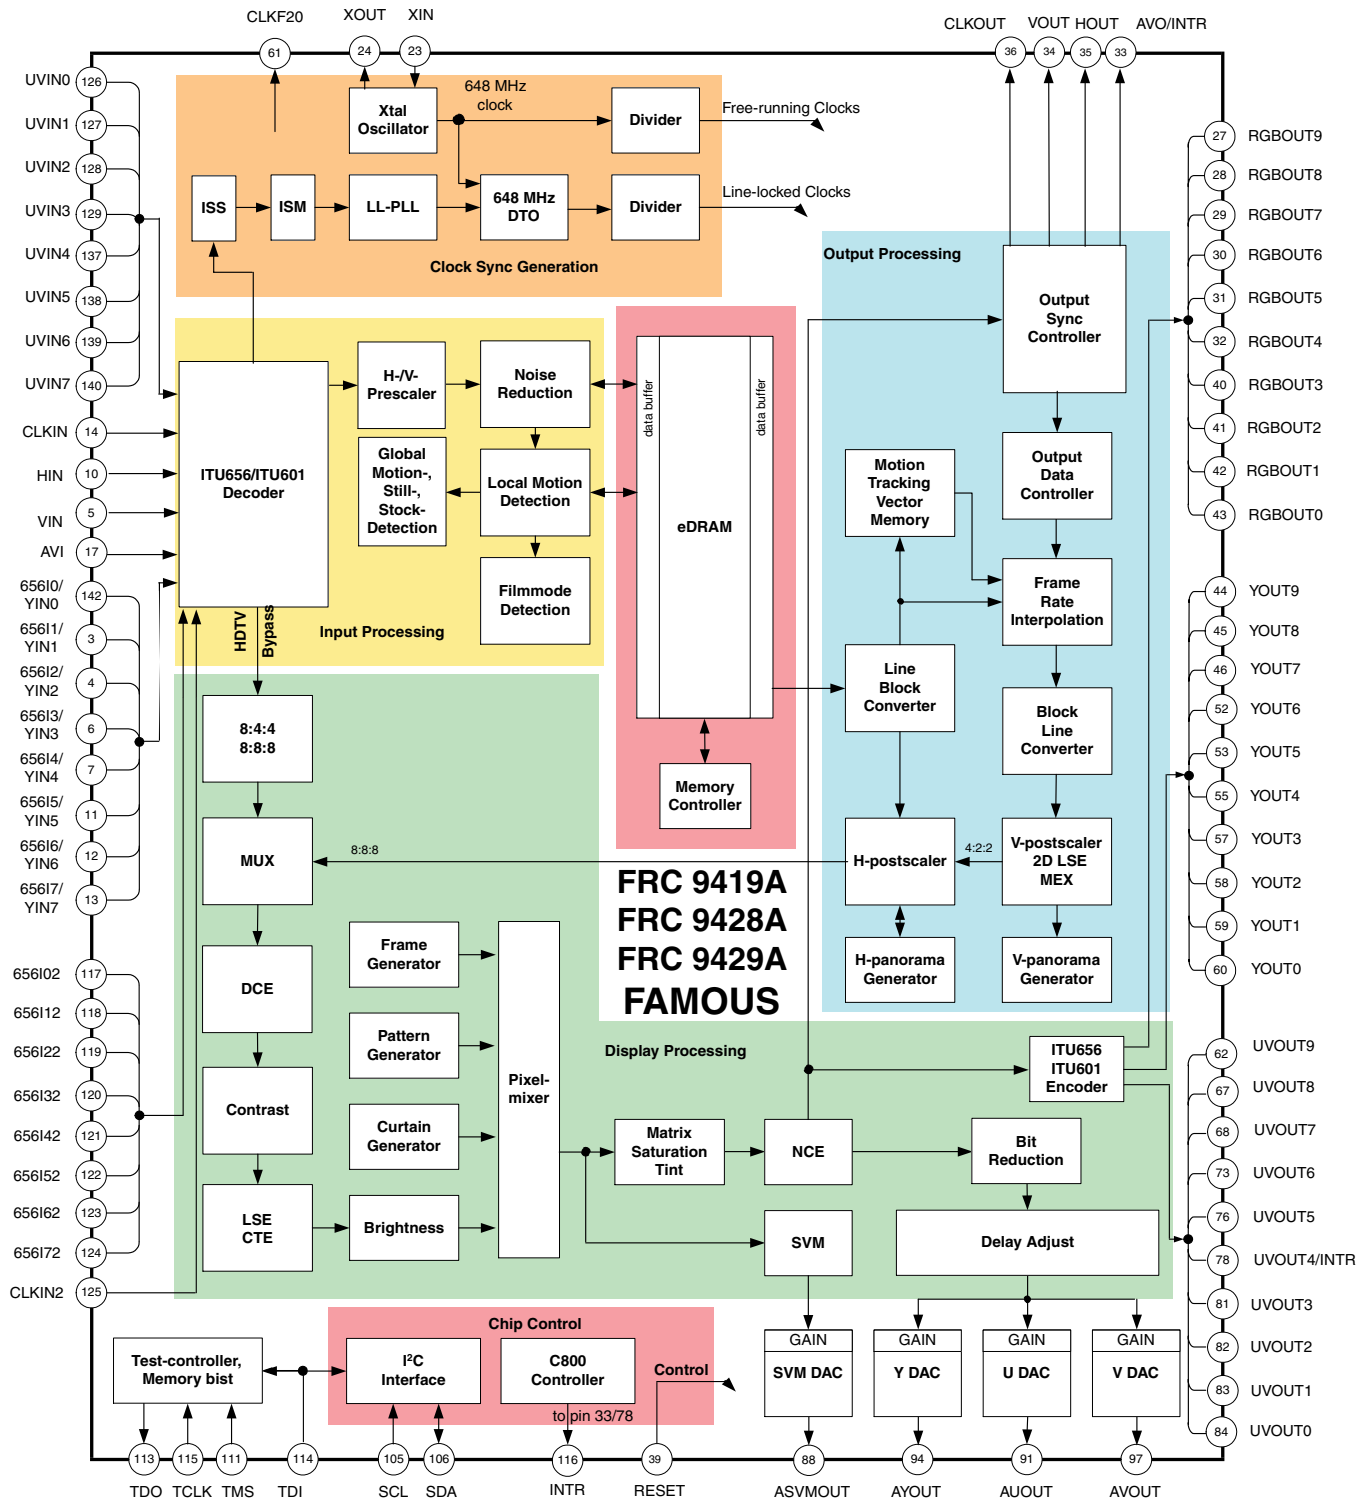 CLKF20
XOUT
XIN
CLKOUT
VOUT
HOUT
AVO/INTR
61
24
23
36
34
35
33
UVIN0
126
UVIN1
127
UVIN2
128
UVIN3
129
UVIN4
137
UVIN5
138
UVIN6
139
UVIN7
140
CLKIN
14
HIN
10
VIN
5
AVI
17
656I0/
YIN0
142
656I1/
YIN1
3
656I2/
YIN2
4
656I3/
YIN3
6
656I4/
YIN4
7
656I5/
YIN5
11
656I6/
YIN6
12
656I7/
YIN7
13
656I02
117
656I12
118
656I22
119
656I32
120
656I42
121
656I52
122
656I62
123
656I72
124
CLKIN2
125
Xtal
Oscillator
648 MHz
clock
Divider
Free-running Clocks
ISS
ISM
LL-PLL
648 MHz
DTO
Divider
Line-locked Clocks
Clock Sync Generation
ITU656/ITU601
Decoder
H-/V-
Prescaler
Noise
Reduction
Global
Motion-,
Still-,
Stock-
Detection
Local Motion
Detection
Filmmode
Detection
Input Processing
HDTV
Bypass
data buffer
eDRAM
data buffer
Memory
Controller
Output Processing
Output
Sync
Controller
Output
Data
Controller
Motion
Tracking
Vector
Memory
Frame
Rate
Interpolation
Line
Block
Converter
Block
Line
Converter
H-postscaler
4:2:2
V-postscaler
2D LSE
MEX
H-panorama
Generator
V-panorama
Generator
8:4:4
8:8:8
MUX
8:8:8
DCE
Contrast
LSE
CTE
Frame
Generator
Pattern
Generator
Curtain
Generator
Brightness
Pixel-
mixer
FRC 9419A
FRC 9428A
FRC 9429A
FAMOUS
Display Processing
Matrix
Saturation
Tint
NCE
SVM
ITU656
ITU601
Encoder
Bit
Reduction
Delay Adjust
GAIN
SVM DAC
GAIN
Y DAC
GAIN
U DAC
GAIN
V DAC
Chip Control
Test-controller,
Memory bist
I²C
Interface
C800
Controller
Control
to pin 33/78
27
RGBOUT9
28
RGBOUT8
29
RGBOUT7
30
RGBOUT6
31
RGBOUT5
32
RGBOUT4
40
RGBOUT3
41
RGBOUT2
42
RGBOUT1
43
RGBOUT0
44
YOUT9
45
YOUT8
46
YOUT7
52
YOUT6
53
YOUT5
55
YOUT4
57
YOUT3
58
YOUT2
59
YOUT1
60
YOUT0
62
UVOUT9
67
UVOUT8
68
UVOUT7
73
UVOUT6
76
UVOUT5
78
UVOUT4/INTR
81
UVOUT3
82
UVOUT2
83
UVOUT1
84
UVOUT0
113
115
111
114
105
106
116
39
88
94
91
97
TDO
TCLK
TMS
TDI
SCL
SDA
INTR
RESET
ASVMOUT
AYOUT
AUOUT
AVOUT